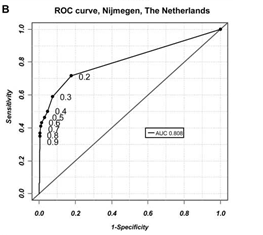 B
ROC curve, Nijmegen, The Netherlands
Sensitivity
1.0
0.8
0.6
0.4
0.2
0.0
0.2
0.3
0.4
0.5
0.6
0.7
0.8
0.9
AUC 0.808
0.0 0.2 0.4 0.6 0.8 1.0
1-Specificity